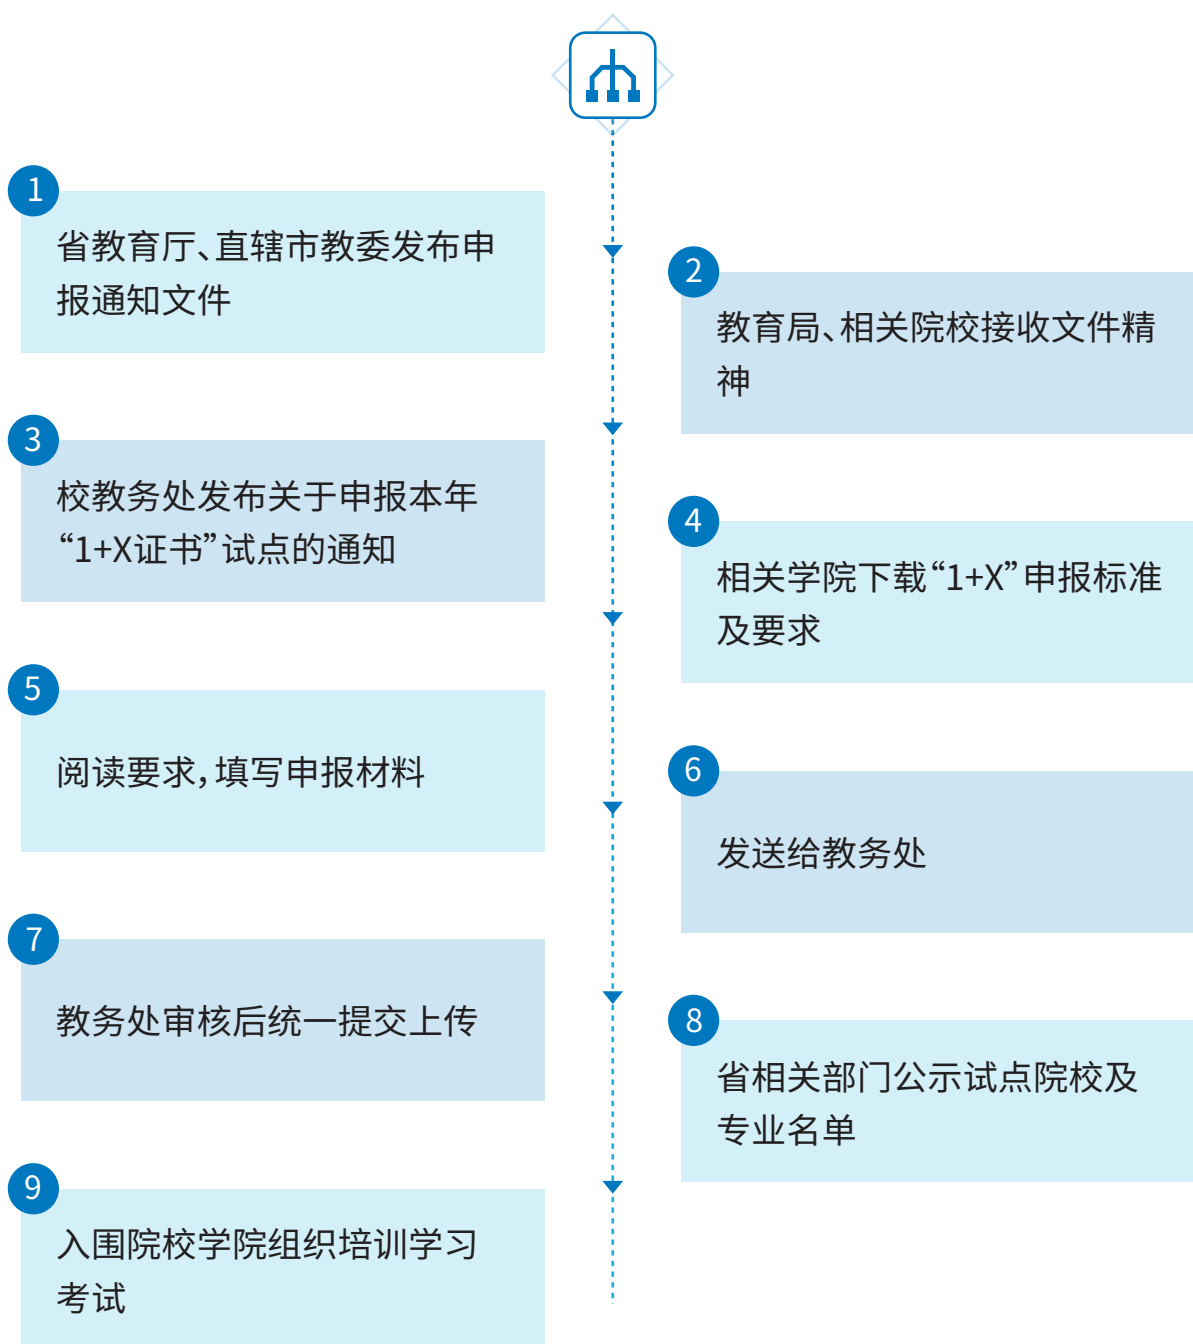 1
省教育厅、直辖市教委发布申
报通知文件
2
教育局、相关院校接收文件精
神
3
校教务处发布关于申报本年
“1+X证书”试点的通知
4
相关学院下载“1+X”申报标准
及要求
5
阅读要求，填写申报材料
6
发送给教务处
7
教务处审核后统一提交上传
8
省相关部门公示试点院校及
专业名单
9
入围院校学院组织培训学习
考试